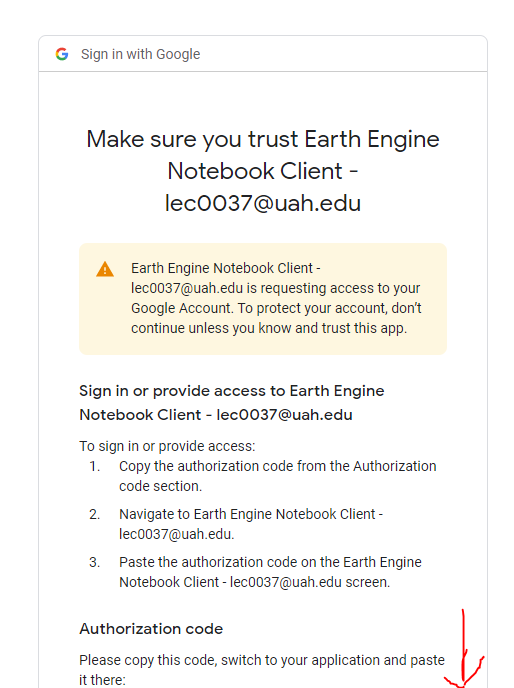 Sign in with Google
Make sure you trust Earth Engine
Notebook Client -
lec0037@uah.edu
Earth Engine Notebook Client -
lec0037@uah.edu is requesting access to your
Google Account. To protect your account, don’t
continue unless you know and trust this app.
Sign in or provide access to Earth Engine
Notebook Client - lec0037@uah.edu
To sign in or provide access:
1. Copy the authorization code from the Authorization
code section.
2. Navigate to Earth Engine Notebook Client -
lec0037@uah.edu.
3. Paste the authorization code on the Earth Engine
Notebook Client - lec0037@uah.edu screen.
Authorization code
Please copy this code, switch to your application and paste
it there: